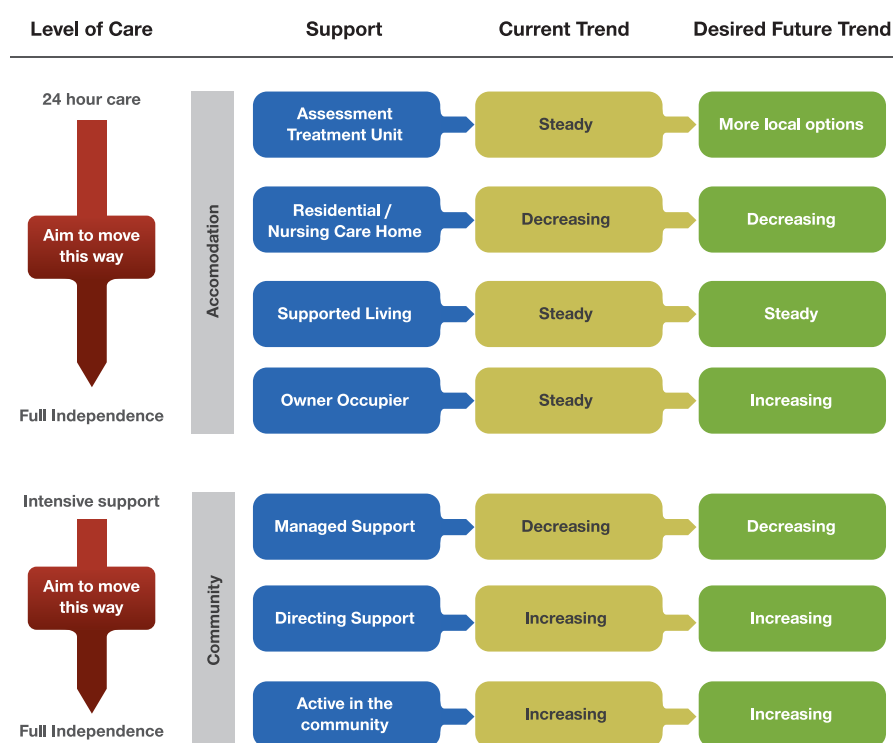 Level of Care
Support
Current Trend
Desired Future Trend
24 hour care
Aim to move
this way
Full Independence
Accomodation
Assessment
Treatment Unit
Steady
More local options
Residential /
Nursing Care Home
Decreasing
Decreasing
Supported Living
Steady
Steady
Owner Occupier
Steady
Increasing
Intensive support
Aim to move
this way
Full Independence
Community
Managed Support
Decreasing
Decreasing
Directing Support
Increasing
Increasing
Active in the
community
Increasing
Increasing